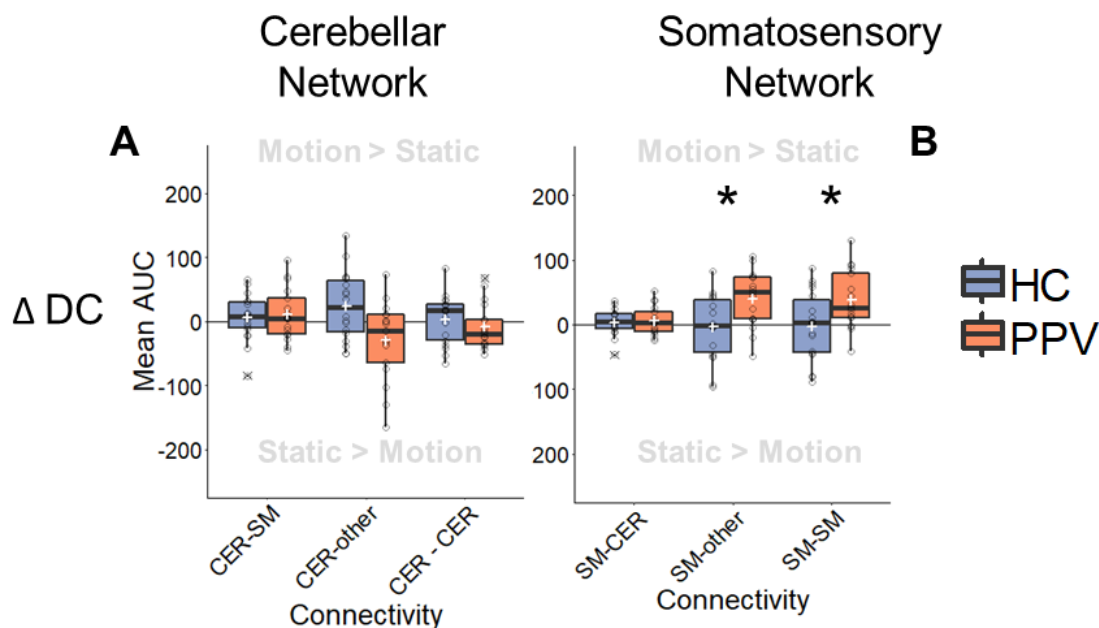 Cerebellar
Network
Somatosensory
Network
A
B
Motion > Static
Motion > Static
200
100
0
-100
-200
200
100
0
100
200
*
*
Δ DC
Mean AUC
HC
PPV
Static > Motion
Static > Motion
CER-SM
CER-other
CER - CER
SM-CER
SM-other
SM-SM
Connectivity
Connectivity